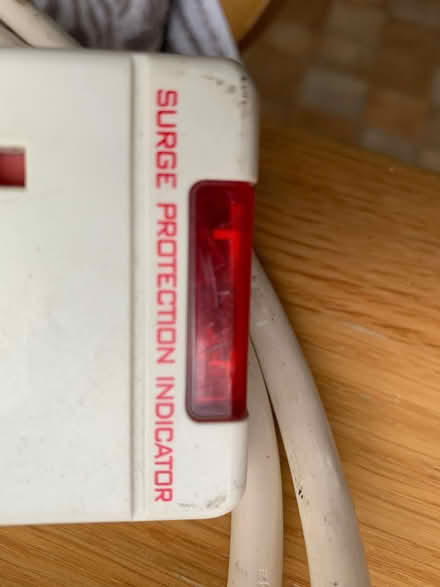 SURGE PROTECTION INDICATOR